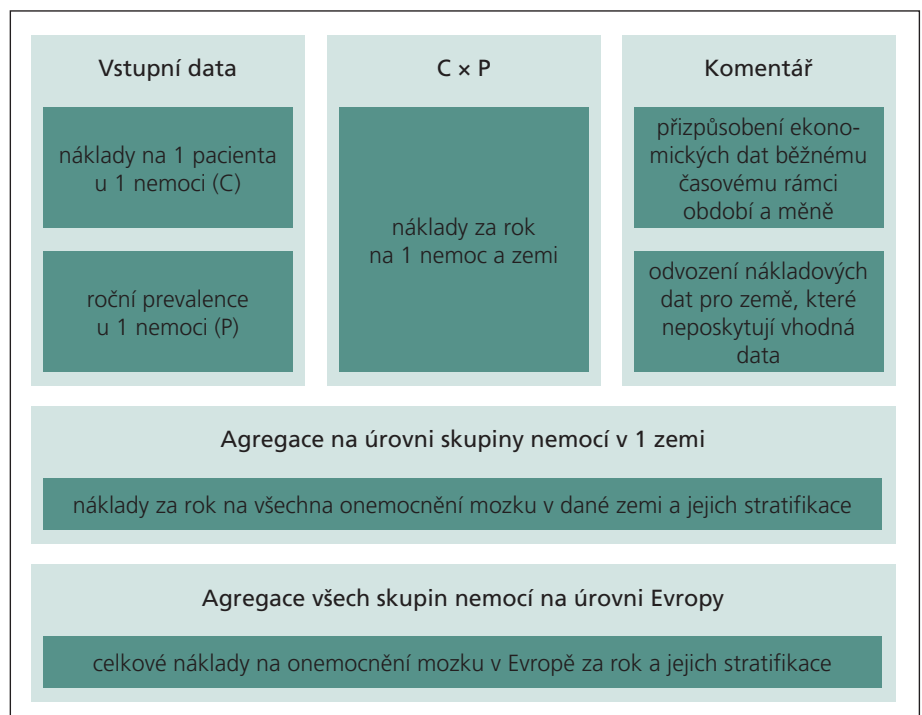 Vstupní data
náklady na 1 pacienta
u 1 nemoci (C)
roční prevalence
u 1 nemoci (P)
C × P
náklady za rok
na 1 nemoc a zemi
Komentář
přizpůsobení ekono-
mických dat běžnému
časovému rámci
období a měně
odvození nákladových
dat pro země, které
neposkytují vhodná
data
Agregace na úrovni skupiny nemocí v 1 zemi
náklady za rok na všechna onemocnění mozku v dané zemi a jejich stratifikace
Agregace všech skupin nemocí na úrovni Evropy
celkové náklady na onemocnění mozku v Evropě za rok a jejich stratifikace